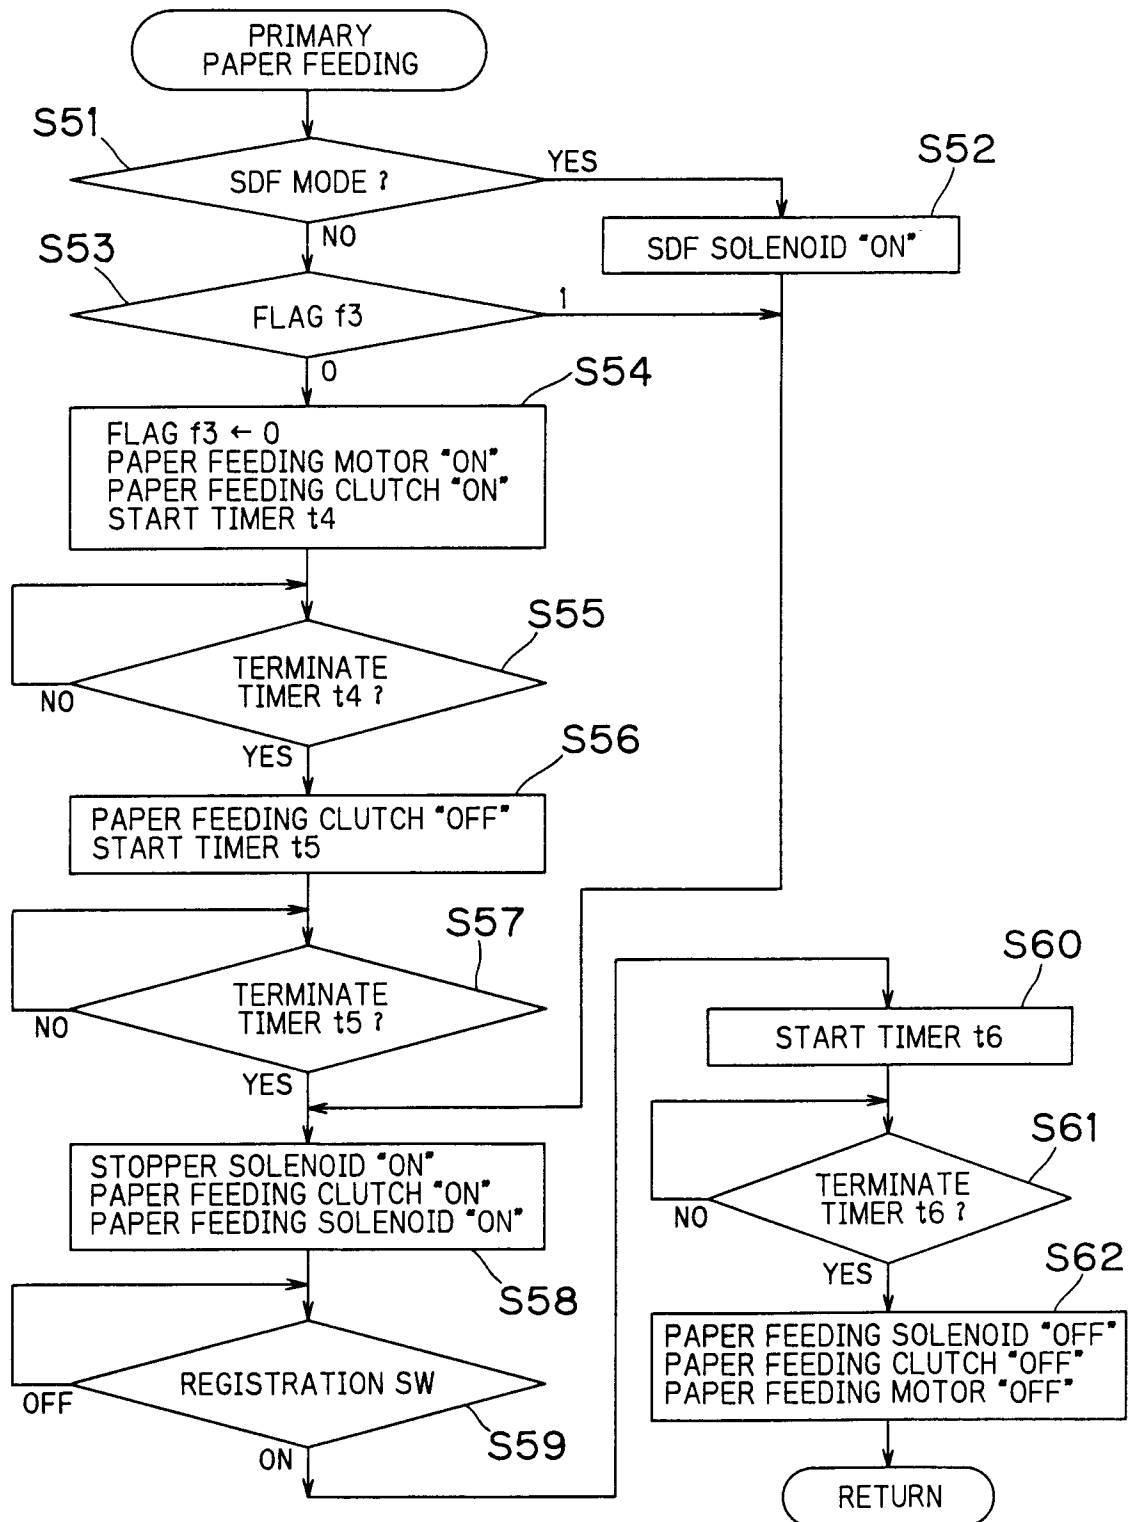 PRIMARY
PAPER FEEDING
S51
SDF MODE ?
YES
S52
SDF SOLENOID "ON"
NO
S53
FLAG f3
1
0
S54
FLAG f3 ← 0
PAPER FEEDING MOTOR "ON"
PAPER FEEDING CLUTCH "ON"
START TIMER t4
S55
TERMINATE
TIMER t4 ?
NO
YES
S56
PAPER FEEDING CLUTCH "OFF"
START TIMER t5
S57
TERMINATE
TIMER t5 ?
NO
YES
STOPPER SOLENOID "ON"
PAPER FEEDING CLUTCH "ON"
PAPER FEEDING SOLENOID "ON"
S58
REGISTRATION SW
OFF
S59
ON
S60
START TIMER t6
S61
TERMINATE
TIMER t6 ?
NO
YES
S62
PAPER FEEDING SOLENOID "OFF"
PAPER FEEDING CLUTCH "OFF"
PAPER FEEDING MOTOR "OFF"
RETURN